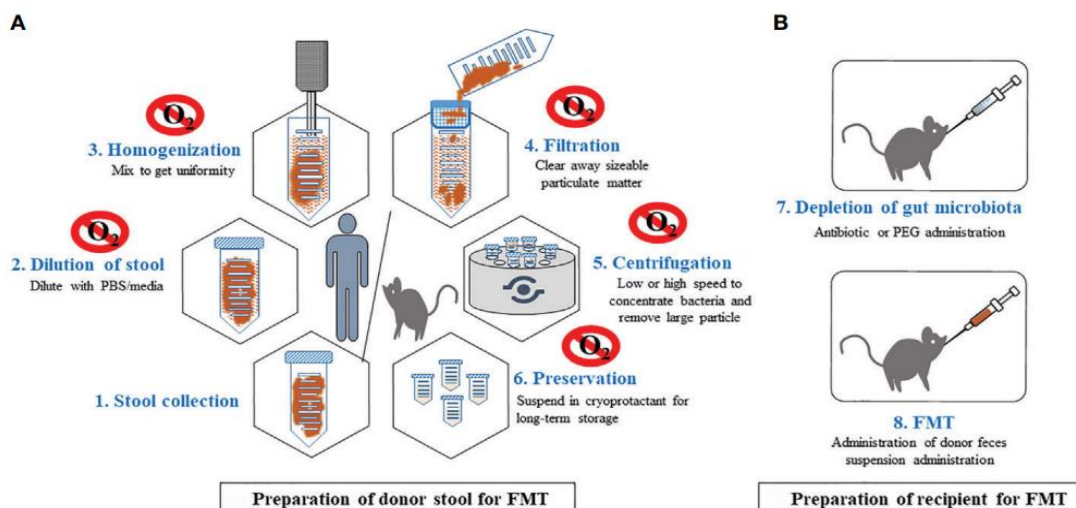 A
B
O2
3. Homogenization
Mix to get uniformity
O2
4. Filtration
Clear away sizeable
particulate matter
O2
2. Dilution of stool
Dilute with PBS/media
O2
5. Centrifugation
Low or high speed to
concentrate bacteria and
remove large particle
1. Stool collection
O2
6. Preservation
Suspend in cryoprotactant for
long-term storage
Preparation of donor stool for FMT
7. Depletion of gut microbiota
Antibiotic or PEG administration
8. FMT
Administration of donor feces
suspension administration
Preparation of recipient for FMT